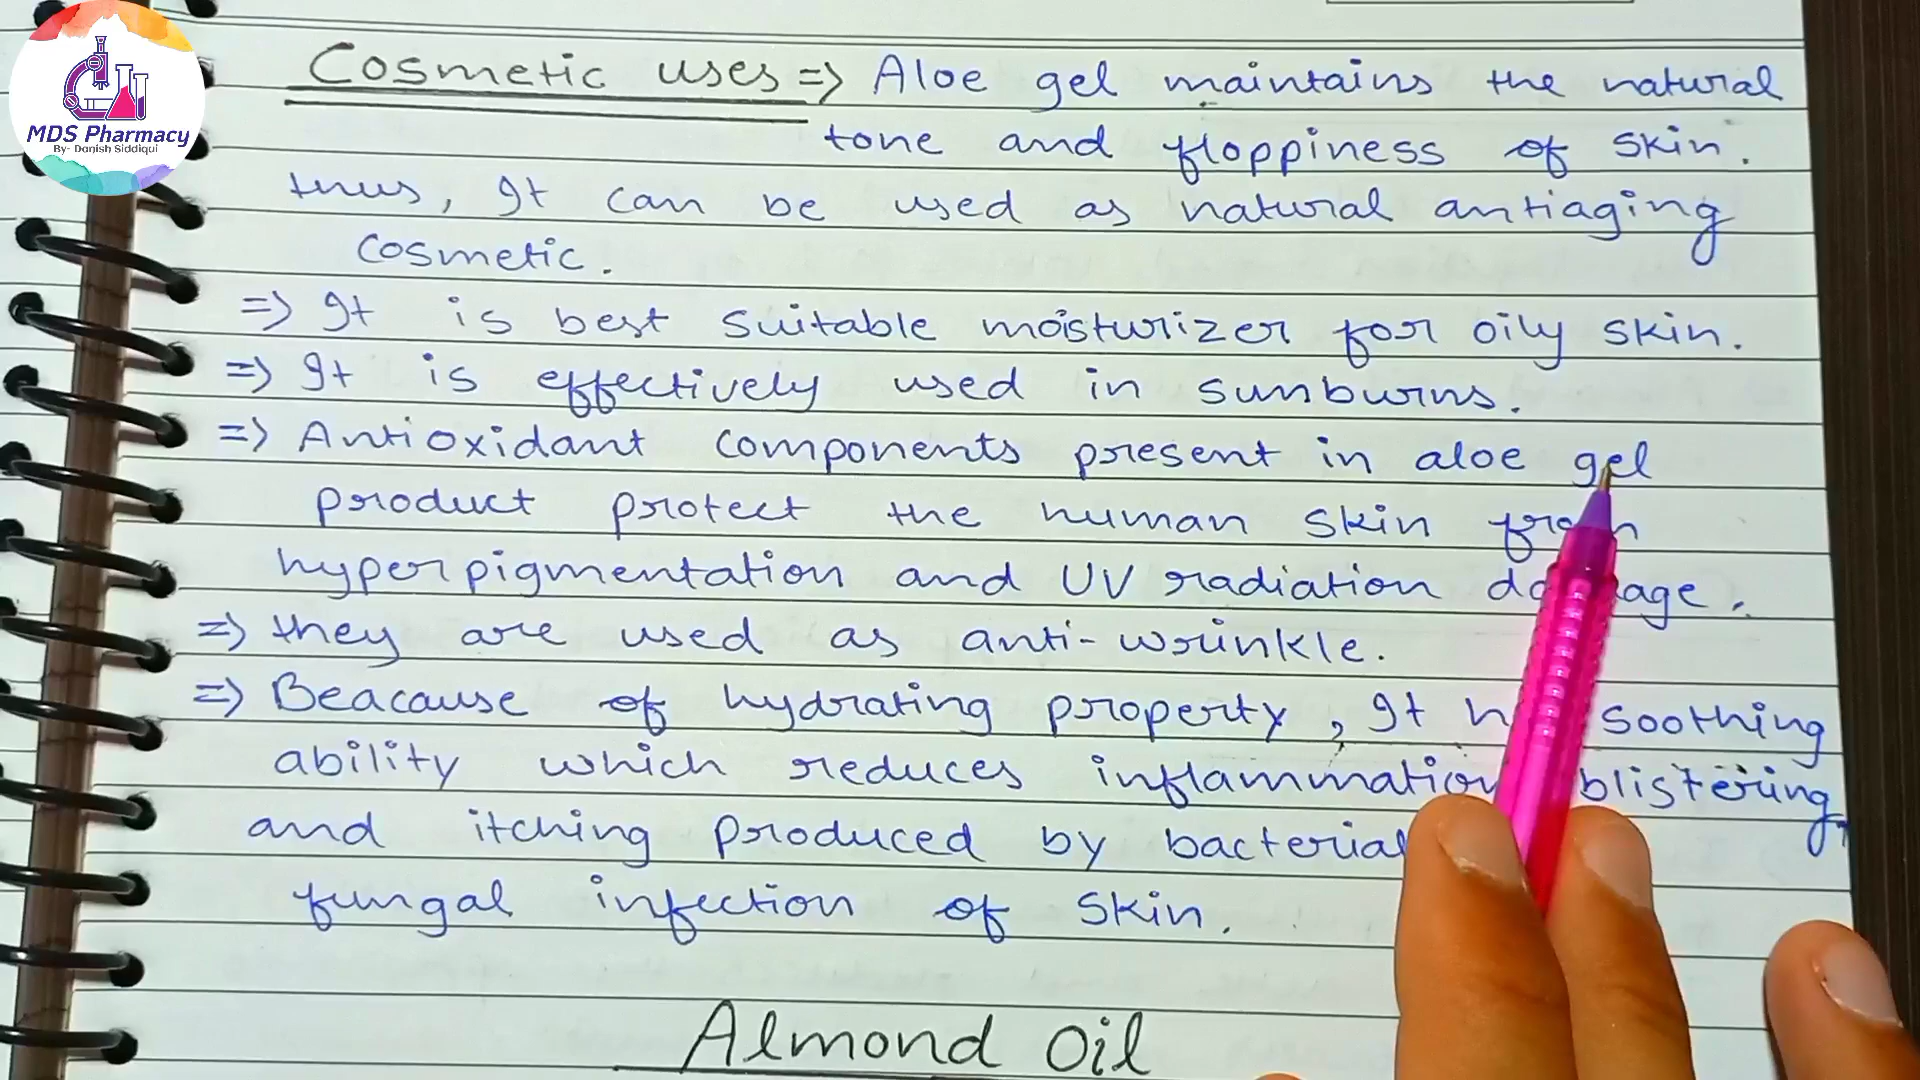 MDS Pharmacy
By- Danish Siddiqui
Cosmetic uses => Aloe gel maintains the natural
tone and floppiness of skin.
thus, It can be used as natural antiaging
cosmetic.
=> It is best suitable moisturizer for oily skin.
=> It is effectively used in sunburns.
=> Antioxidant components present in aloe gel
product protect the human skin from
hyperpigmentation and UV radiation damage.
=> they are used as anti-wrinkle.
=> Beacause of hydrating property, It soothing
ability which reduces inflammation blistering,
and itching produced by bacterial
fungal infection of skin.
Almond Oil